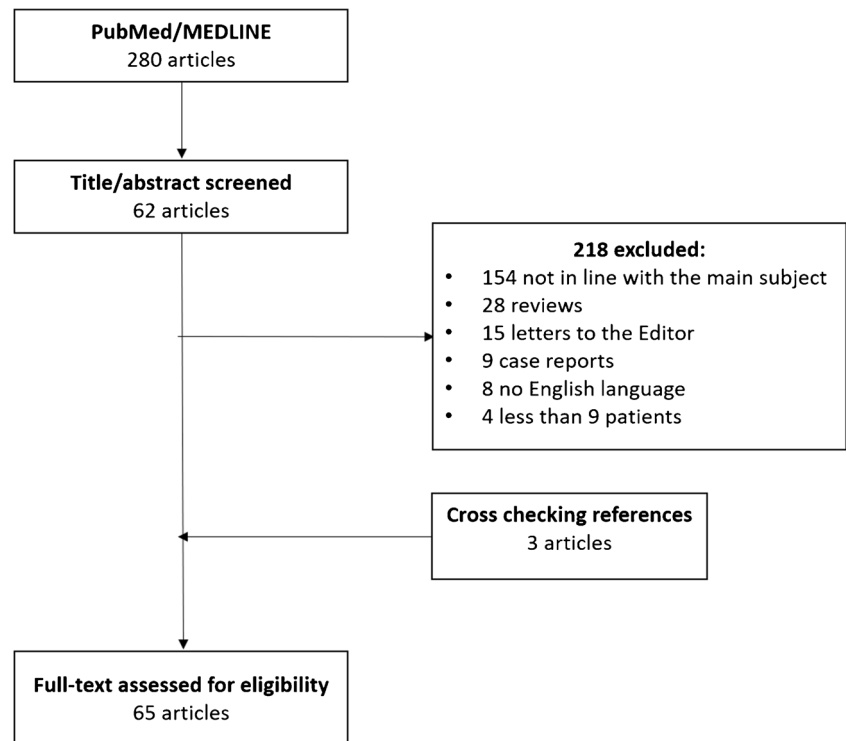 PubMed/MEDLINE
280 articles
Title/abstract screened
62 articles
218 excluded:
• 154 not in line with the main subject
• 28 reviews
• 15 letters to the Editor
• 9 case reports
• 8 no English language
• 4 less than 9 patients
Cross checking references
3 articles
Full-text assessed for eligibility
65 articles